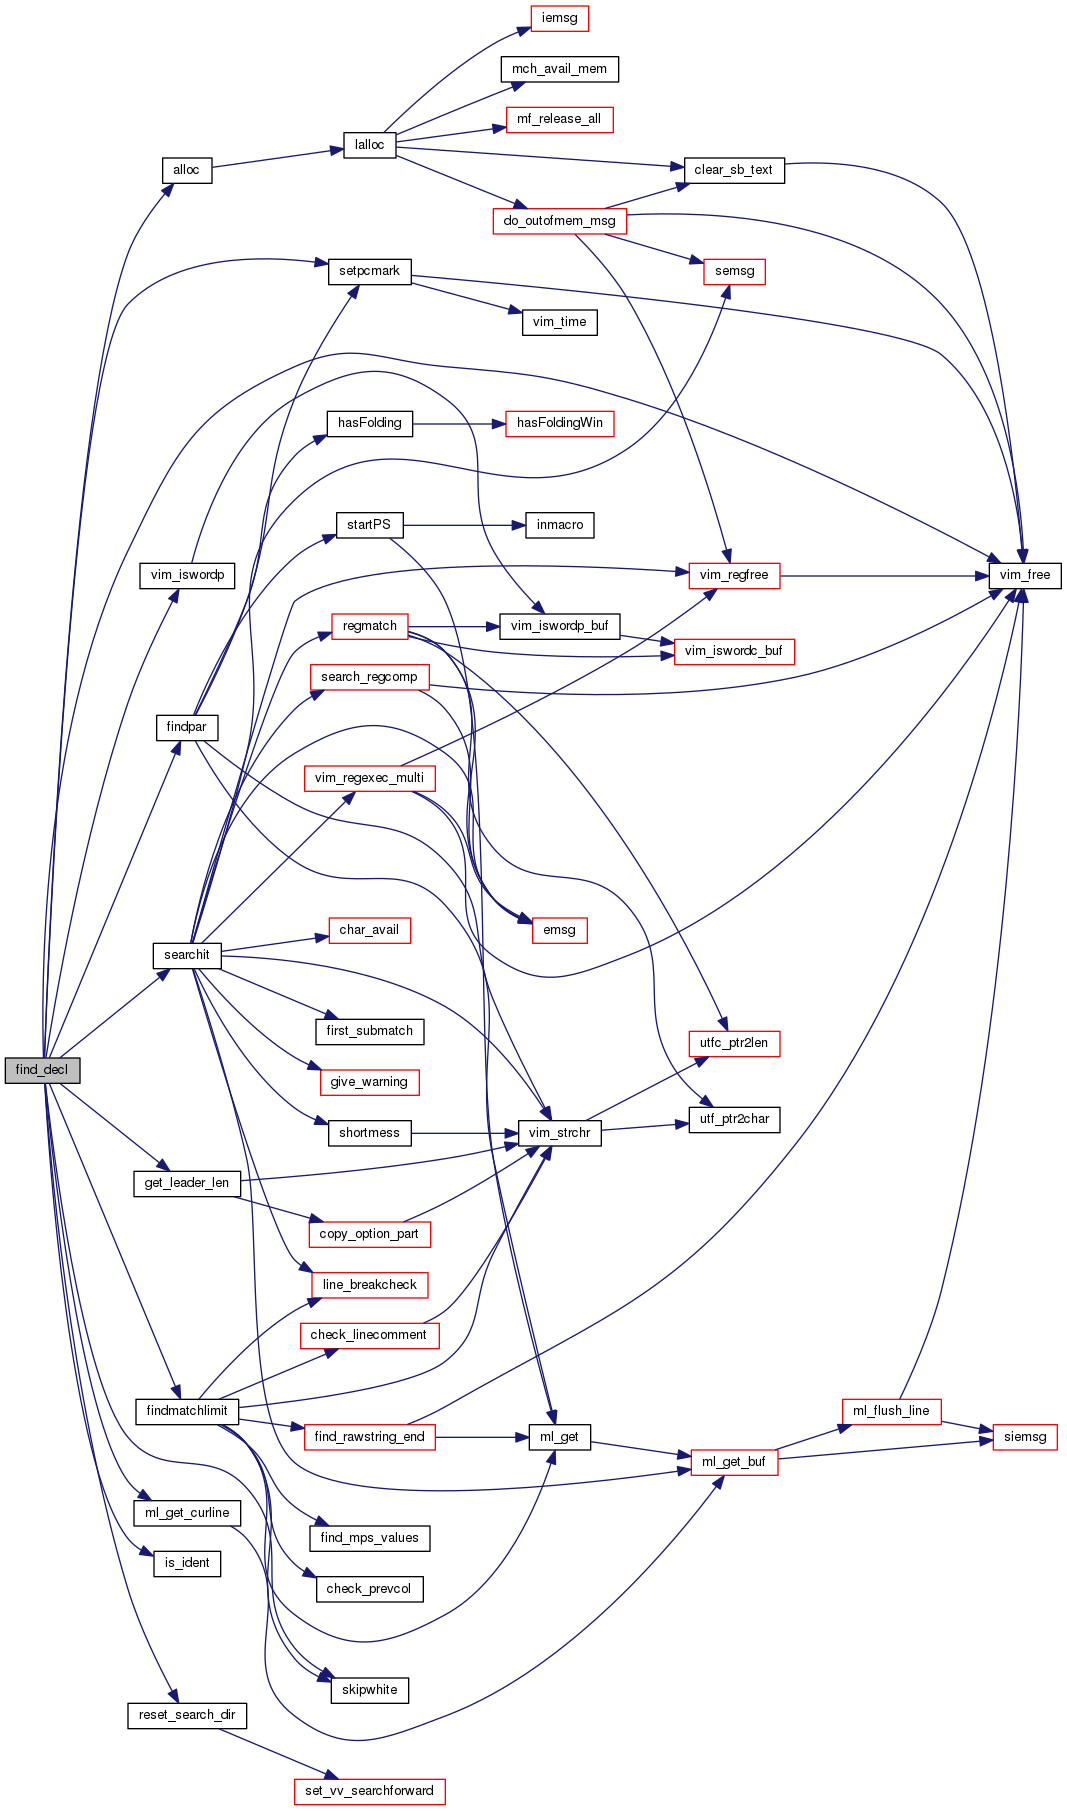 iemsg
mch_avail_mem
mf_release_all
lalloc
alloc
clear_sb_text
do_outofmem_msg
setpcmark
semsg
vim_time
hasFolding
hasFoldingWin
startPS
inmacro
vim_iswordp
vim_regfree
vim_free
regmatch
vim_iswordp_buf
vim_iswordc_buf
search_regcomp
findpar
vim_regexec_multi
char_avail
emsg
searchit
first_submatch
utfc_ptr2len
find_decl
give_warning
shortmess
vim_strchr
utf_ptr2char
get_leader_len
copy_option_part
line_breakcheck
check_linecomment
findmatchlimit
find_rawstring_end
ml_get
ml_flush_line
siemsg
ml_get_buf
ml_get_curline
find_mps_values
is_ident
check_prevcol
skipwhite
reset_search_dir
set_vv_searchforward